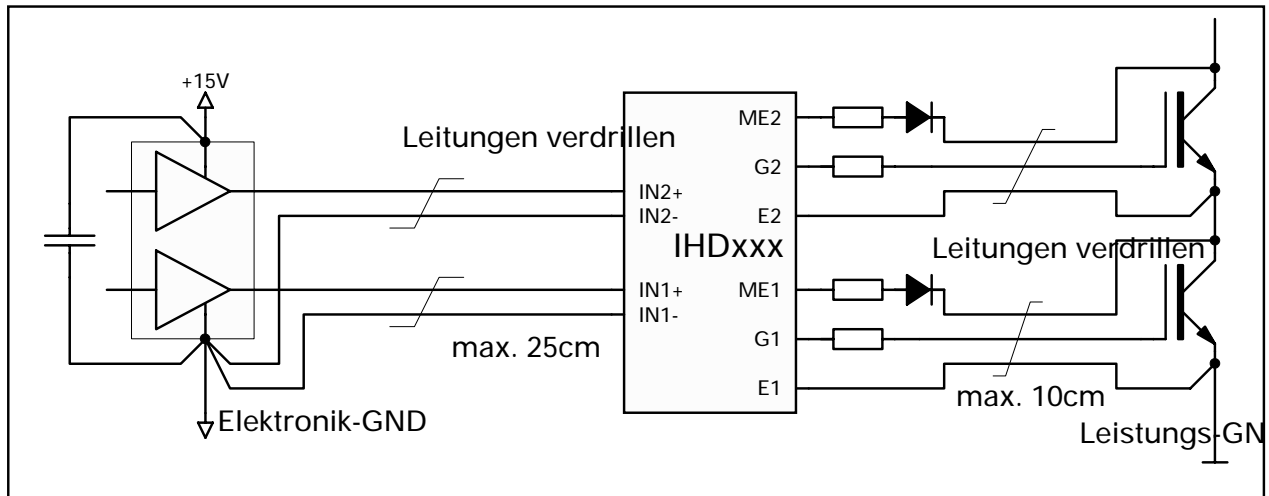 +15V
Leitungen verdrillen
ME2
G2
IN2+
IN2-
E2
IHDxxx
Leitungen verdrillen
IN1+
ME1
IN1-
G1
max. 25cm
E1
max. 10cm
Elektronik-GND
Leistungs-GN